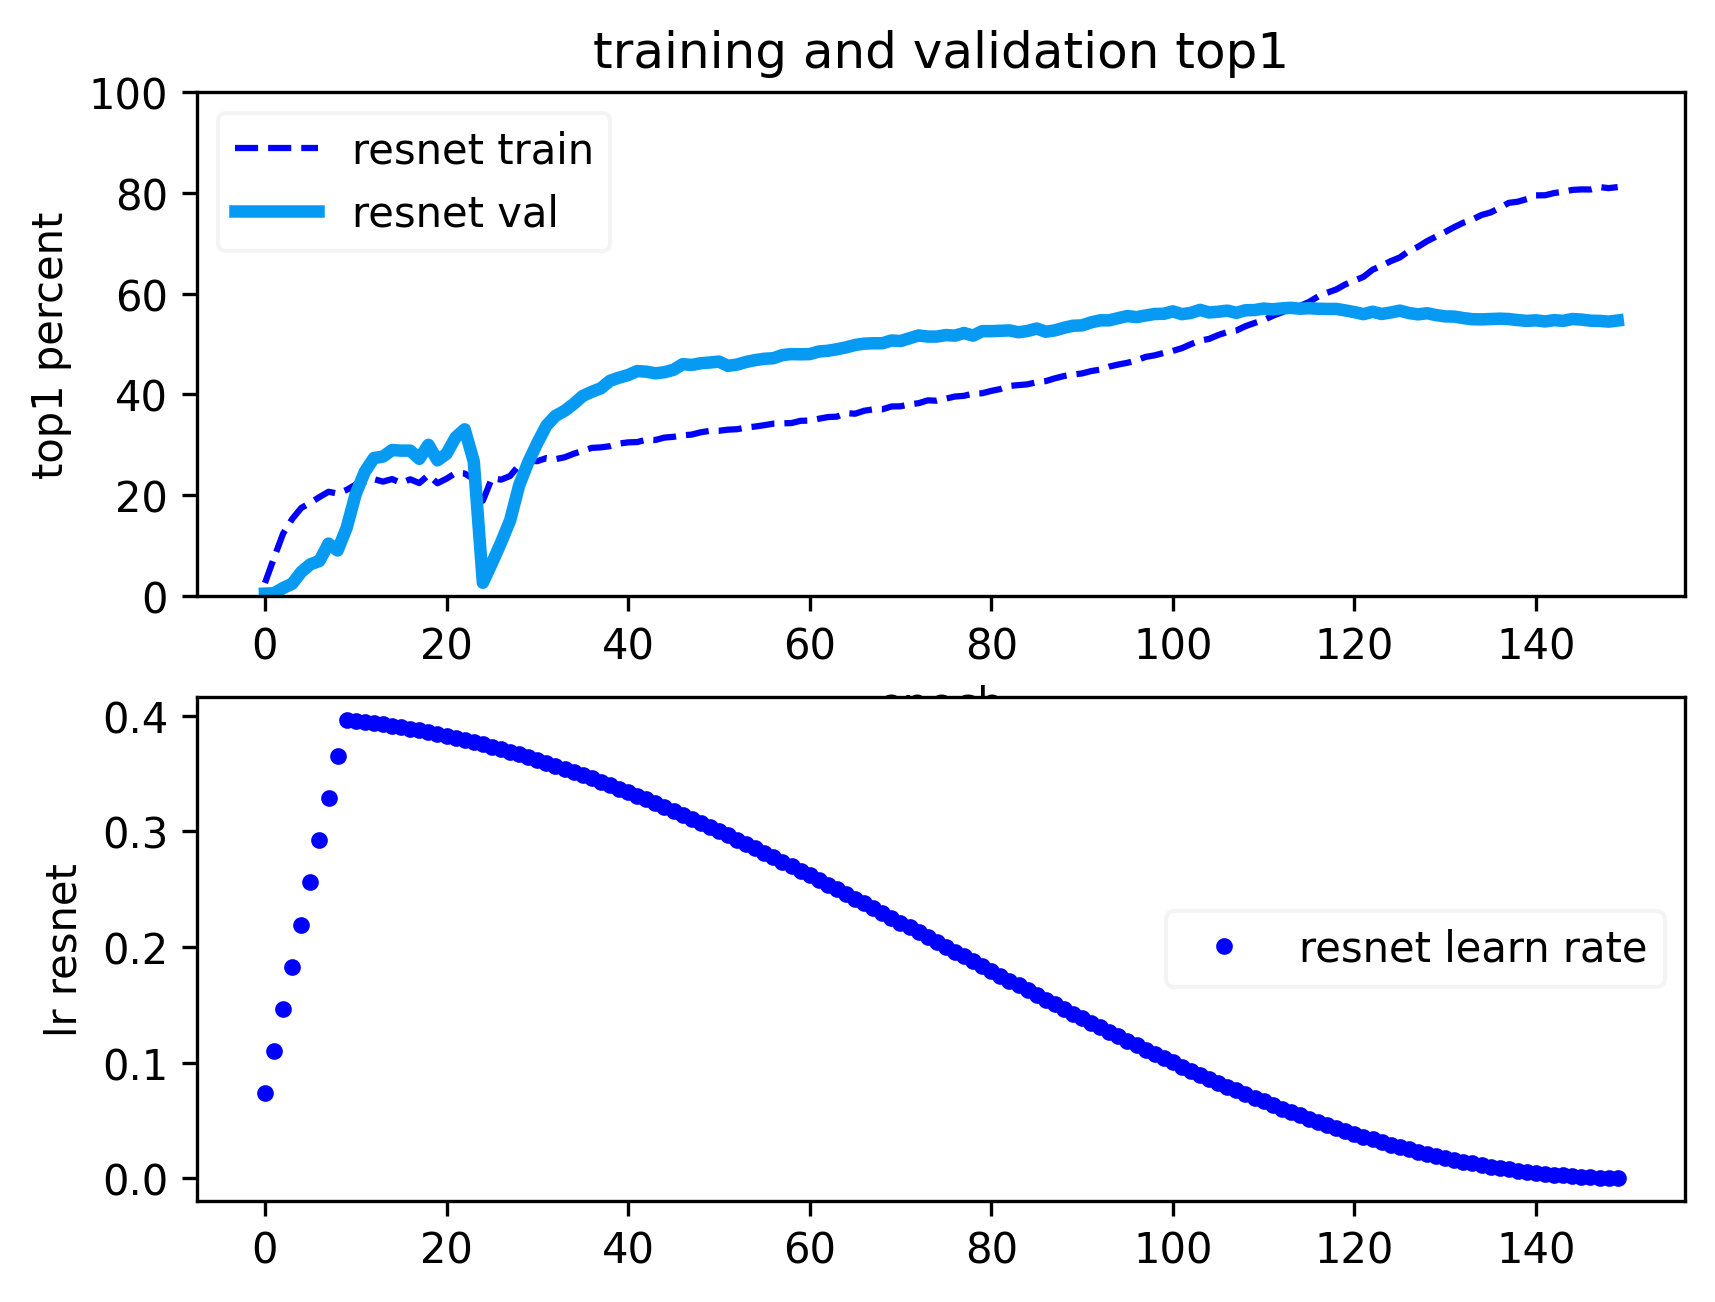 training and validation top1
100
80
60
40
20
0
top1 percent
resnet train
resnet val
0 20 40 60 80 100 120 140
0.4
0.3
0.2
0.1
0.0
lr resnet
resnet learn rate
0 20 40 60 80 100 120 140